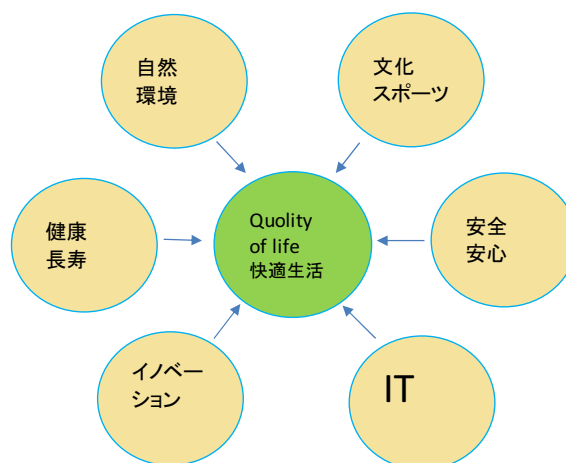 自然
環境
文化
スポーツ
健康
長寿
Quolity
of life
快適生活
安全
安心
イノベー
ション
IT